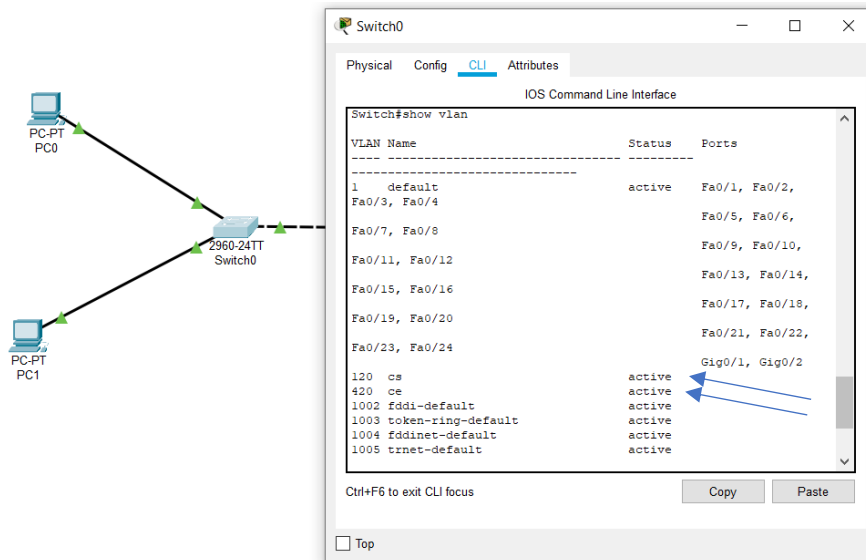 Switch0
Physical Config CLI Attributes
IOS Command Line Interface
Switch#show vlan
VLAN Name Status Ports
---- -------------------------------- ---------
-----------------------------
1 default active Fa0/1, Fa0/2,
Fa0/3, Fa0/4
Fa0/5, Fa0/6,
Fa0/7, Fa0/8
Fa0/9, Fa0/10,
Fa0/11, Fa0/12
Fa0/13, Fa0/14,
Fa0/15, Fa0/16
Fa0/17, Fa0/18,
Fa0/19, Fa0/20
Fa0/21, Fa0/22,
Fa0/23, Fa0/24
Gig0/1, Gig0/2
120 cs active
420 ce active
1002 fddi-default active
1003 token-ring-default active
1004 fddinet-default active
1005 trnet-default active
Ctrl+F6 to exit CLI focus
Copy
Paste
Top
PC-PT
PC0
2960-24TT
Switch0
PC-PT
PC1